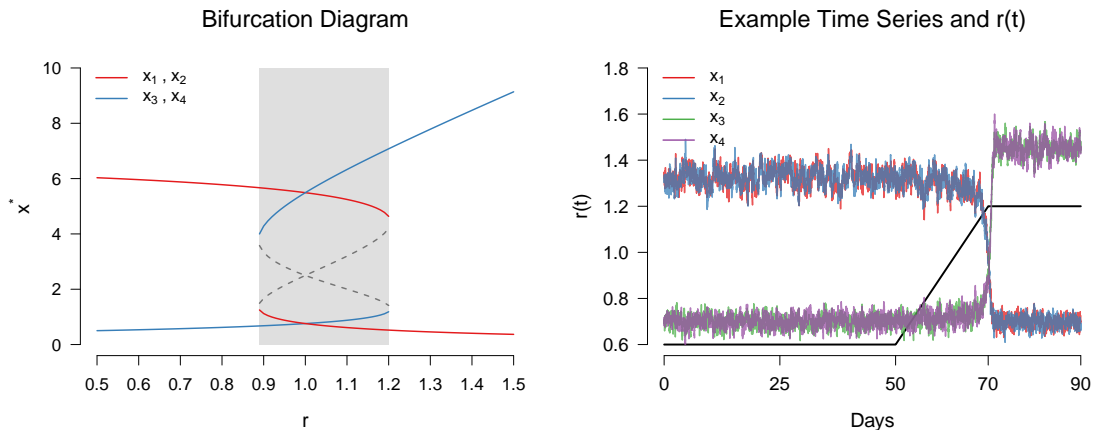 Bifurcation Diagram
x₁ , x₂
x₃ , x₄
10
8
6
4
2
0
x*
0.5 0.6 0.7 0.8 0.9 1.0 1.1 1.2 1.3 1.4 1.5
r
Example Time Series and r(t)
x₁
x₂
x₃
x₄
1.8
1.6
1.4
1.2
1.0
0.8
0.6
r(t)
0 50 70 90
Days